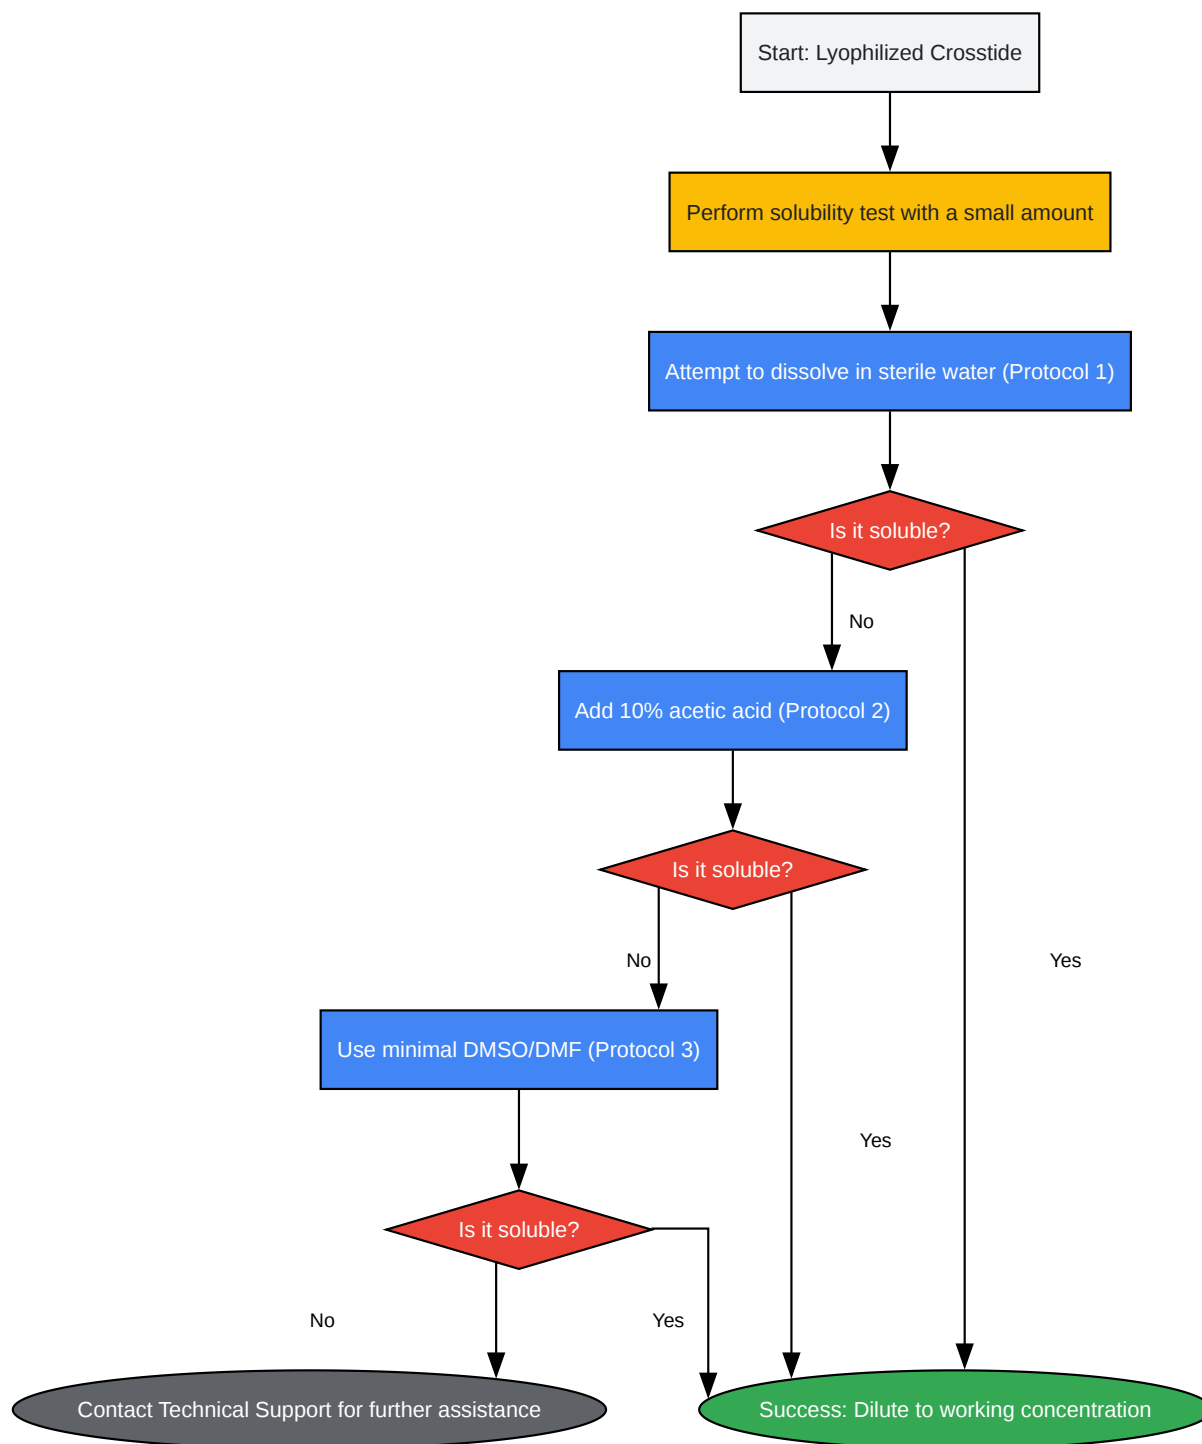 Start: Lyophilized Crosstide
Perform solubility test with a small amount
Attempt to dissolve in sterile water (Protocol 1)
Is it soluble?
No
Add 10% acetic acid (Protocol 2)
Is it soluble?
No
Yes
Use minimal DMSO/DMF (Protocol 3)
Yes
Is it soluble?
No
Yes
Contact Technical Support for further assistance
Success: Dilute to working concentration